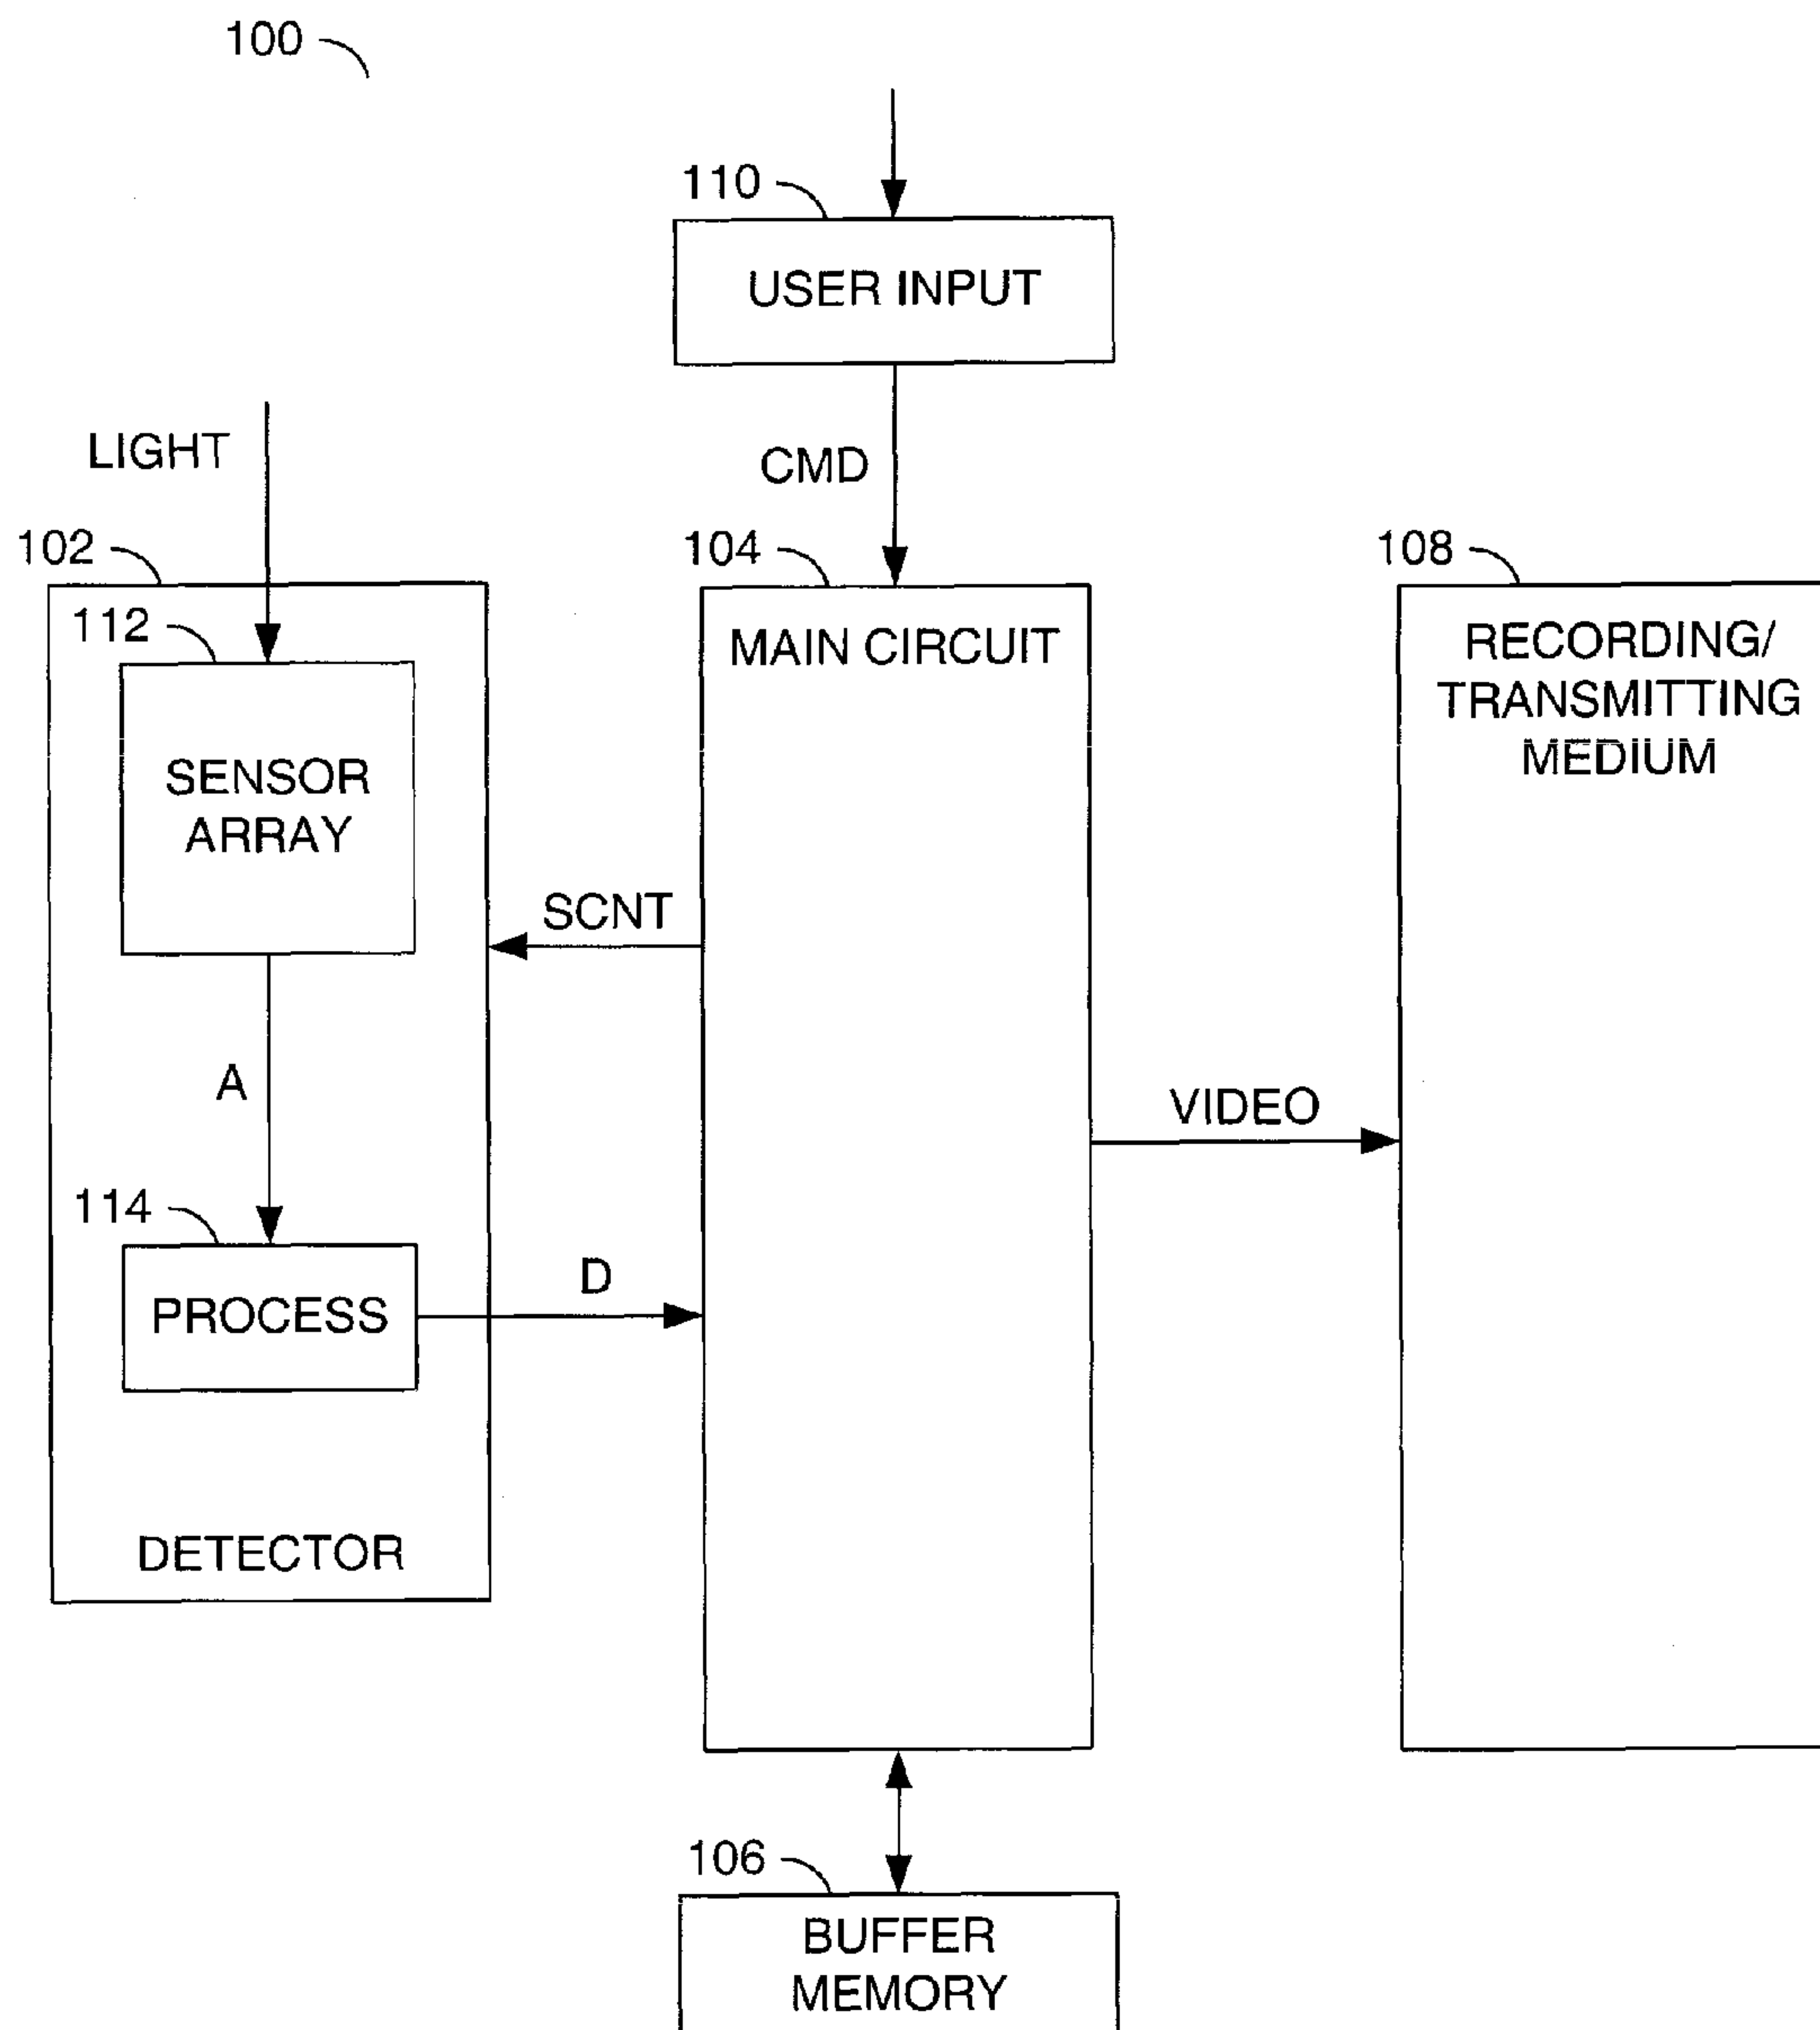 100
110
USER INPUT
LIGHT
CMD
102
104
108
112
MAIN CIRCUIT
RECORDING/
TRANSMITTING
MEDIUM
SENSOR
ARRAY
SCNT
A
VIDEO
114
D
PROCESS
DETECTOR
106
BUFFER
MEMORY